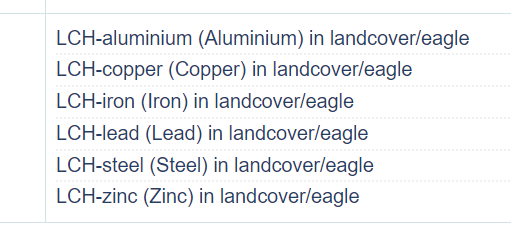 LCH-aluminium (Aluminium) in landcover/eagle
LCH-copper (Copper) in landcover/eagle
LCH-iron (Iron) in landcover/eagle
LCH-lead (Lead) in landcover/eagle
LCH-steel (Steel) in landcover/eagle
LCH-zinc (Zinc) in landcover/eagle